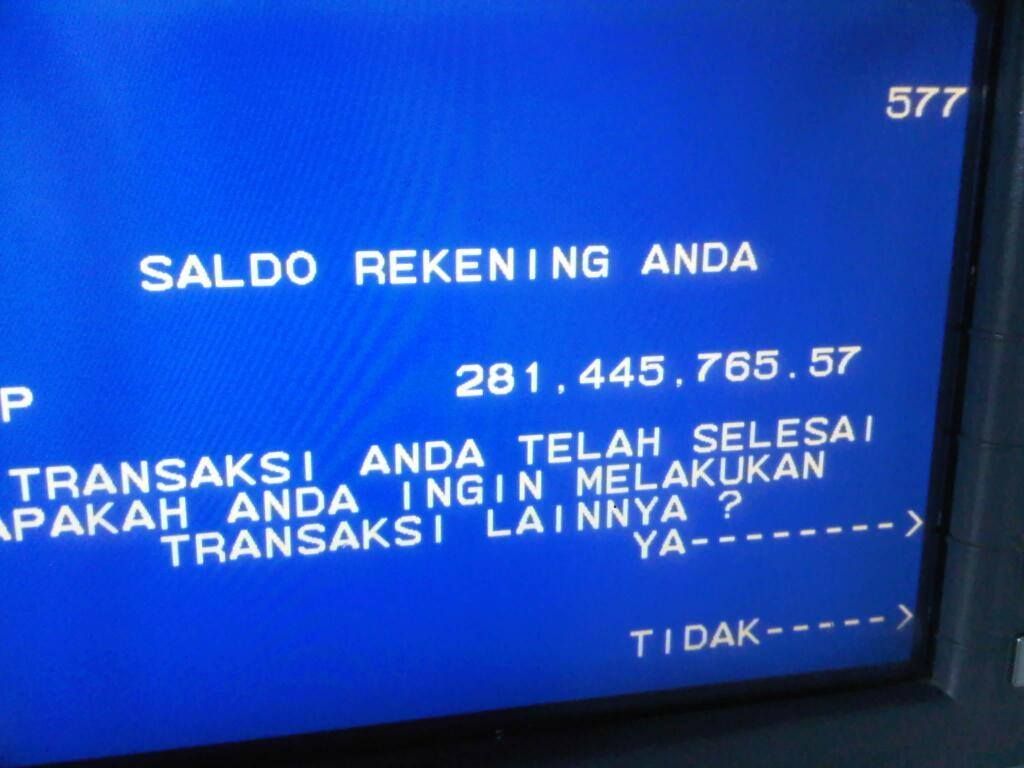 577
SALDO REKENING ANDA
P 281,445,765.57
TRANSAKSI ANDA TELAH SELESAI
APAKAH ANDA INGIN MELAKUKAN
TRANSAKSI LAINNYA ?
YA-------->
TIDAK----->